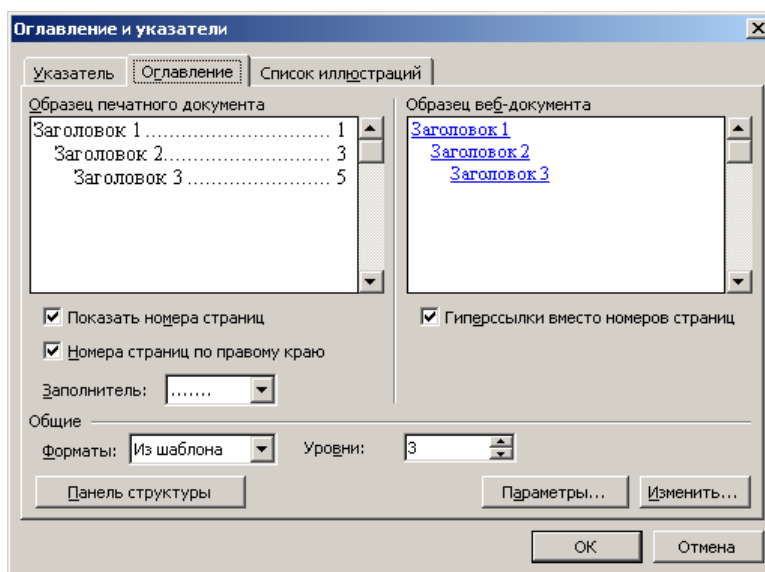 Оглавление и указатели
Указатель Оглавление Список иллюстраций
Образец печатного документа
Заголовок 1 ............................... 1
Заголовок 2............................ 3
Заголовок 3 ........................ 5
Образец веб-документа
Заголовок 1
Заголовок 2
Заголовок 3
Показать номера страниц
Номера страниц по правому краю
Заполнитель: .......
Гиперссылки вместо номеров страниц
Общие
Форматы: Из шаблона Уровни: 3
Панель структуры Параметры... Изменить...
ОК Отмена